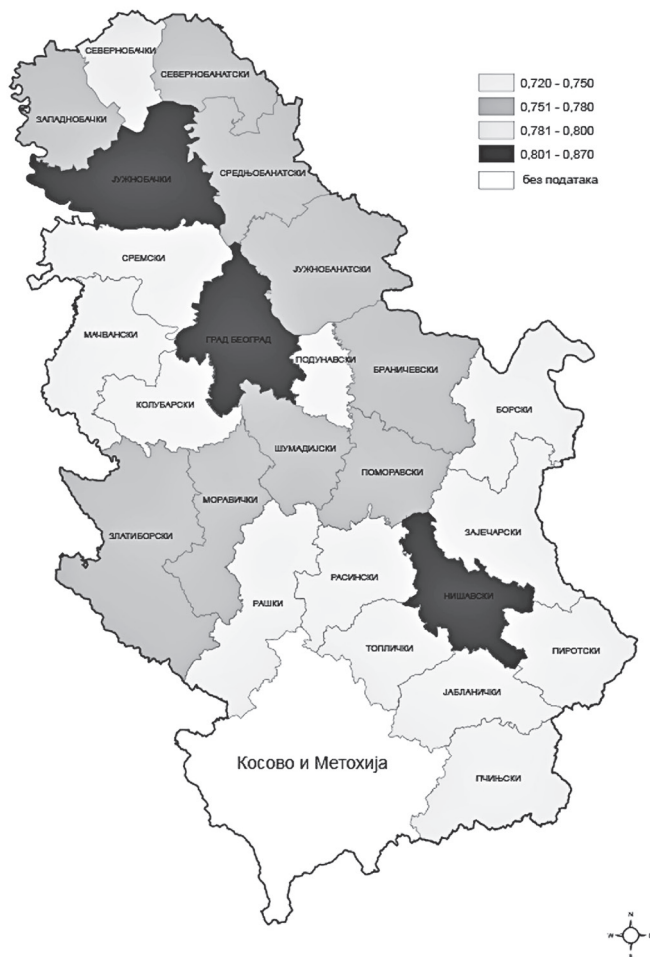 СЕВЕРНОБАЧКИ
СЕВЕРНОБАНАТСКИ
0,720 - 0,750
0,751 - 0,780
0,781 - 0,800
0,801 - 0,870
без података
ЗАПАДНОБАЧКИ
ЈУЖНОБАЧКИ
СРЕДЊОБАНАТСКИ
СРЕМСКИ
ЈУЖНОБАНАТСКИ
МАЧВАНСКИ
ГРАД БЕОГРАД
ПОДУНАВСКИ
БРАНИЧЕВСКИ
КОЛУБАРСКИ
БОРСКИ
ШУМАДИЈСКИ
ПОМОРАВСКИ
МОРАВИЧКИ
ЗЛАТИБОРСКИ
ЗАЈЕЧАРСКИ
РАШКИ
РАСИНСКИ
НИШАВСКИ
ТОПЛИЧКИ
ПИРОТСКИ
ЈАБЛАНИЧКИ
Косово и Метохија
ПЧИЊСКИ
N
W